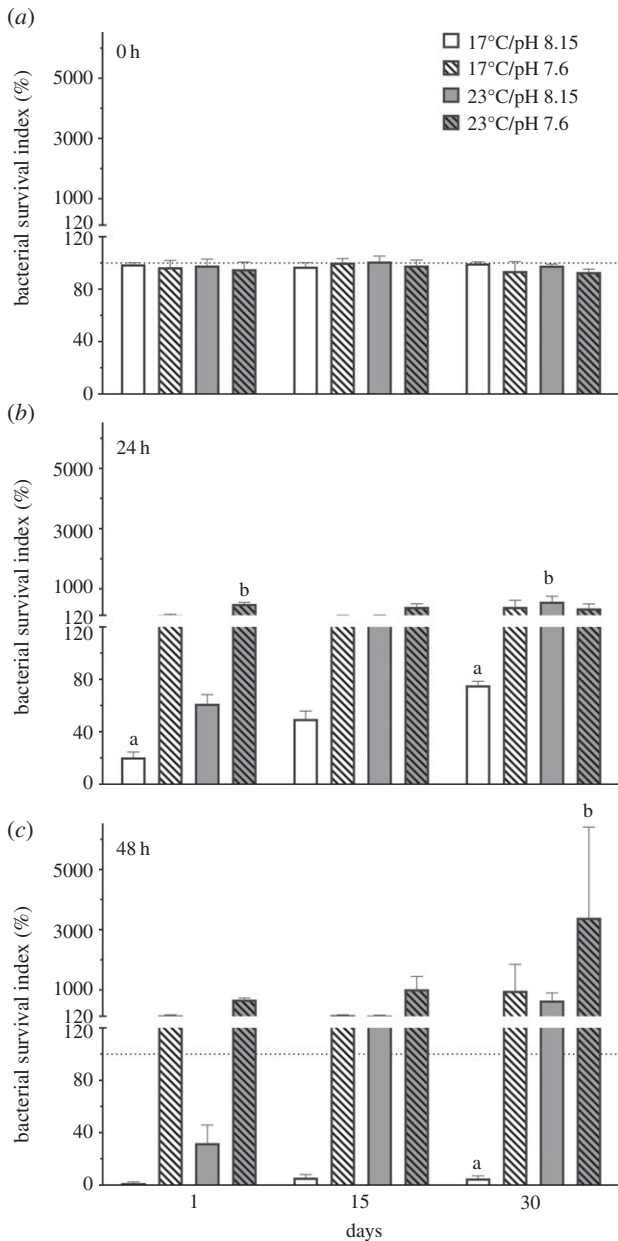 (a)
0 h
17°C/pH 8.15
17°C/pH 7.6
23°C/pH 8.15
23°C/pH 7.6
bacterial survival index (%)
5000
3000
1000
120
120
80
40
0
(b)
24 h
bacterial survival index (%)
5000
3000
1000
120
120
80
40
0
a
b
a
b
(c)
48 h
bacterial survival index (%)
5000
3000
1000
120
120
80
40
0
a
b
1
15
30
days